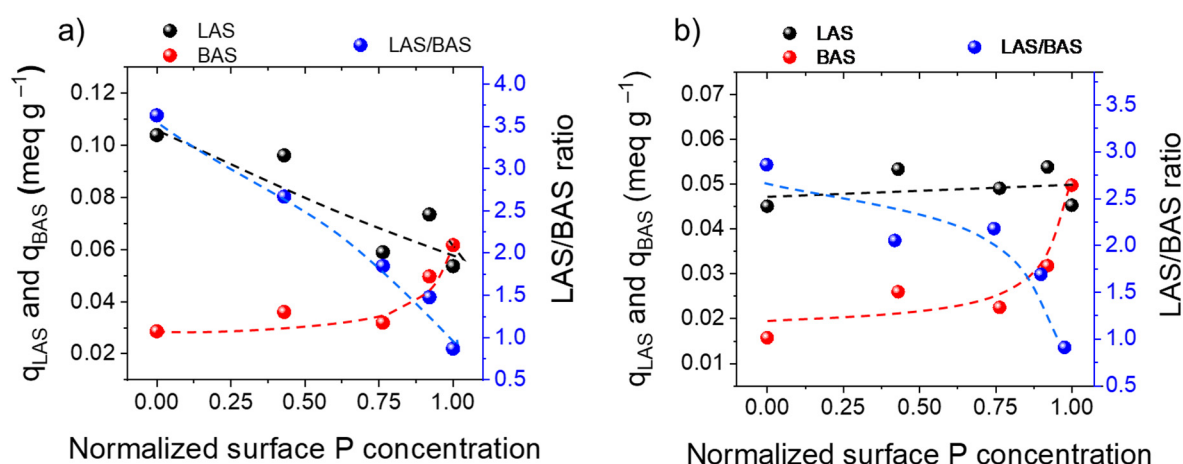 a)
LAS
BAS
LAS/BAS
q_LAS and q_BAS (meq g⁻¹)
0.12
0.10
0.08
0.06
0.04
0.02
4.0
3.5
3.0
2.5
2.0
1.5
1.0
0.5
LAS/BAS ratio
0.00 0.25 0.50 0.75 1.00
Normalized surface P concentration
b)
LAS
BAS
LAS/BAS
q_LAS and q_BAS (meq g⁻¹)
0.07
0.06
0.05
0.04
0.03
0.02
0.01
3.5
3.0
2.5
2.0
1.5
1.0
0.5
LAS/BAS ratio
0.00 0.25 0.50 0.75 1.00
Normalized surface P concentration